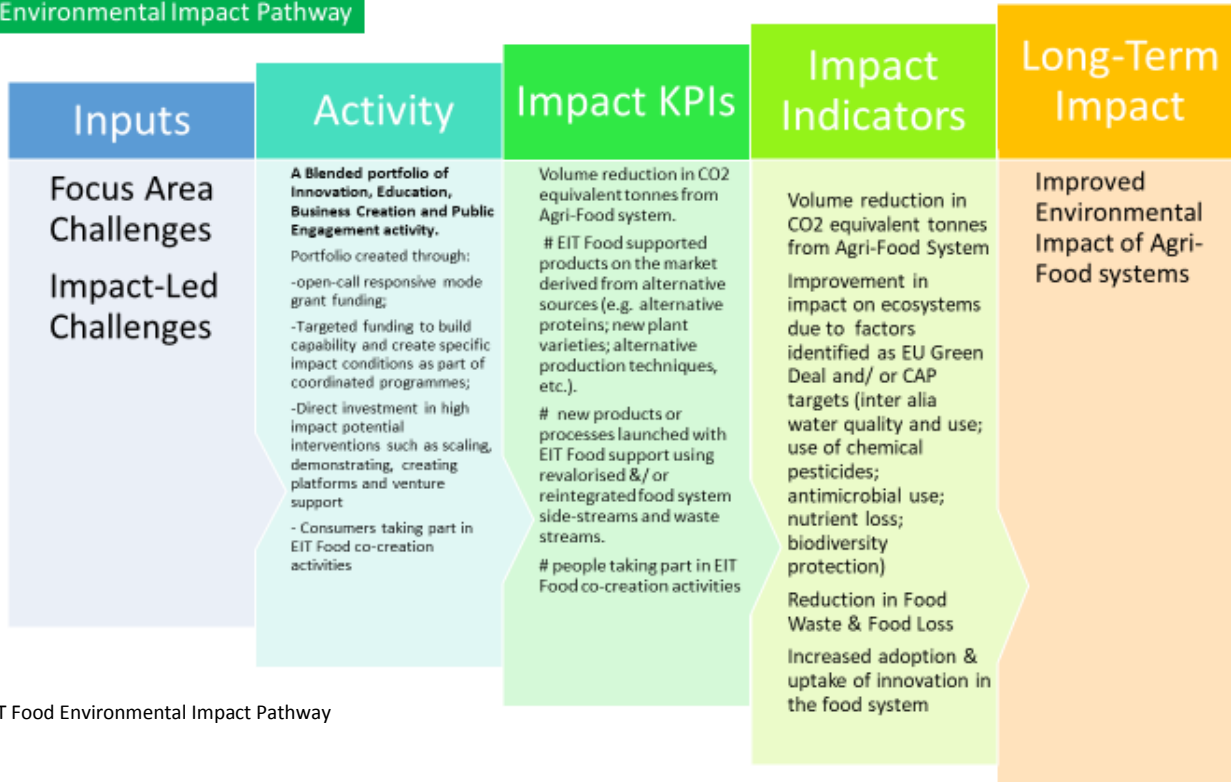 Environmental Impact Pathway
Inputs
Focus Area
Challenges
Impact-Led
Challenges
Activity
A Blended portfolio of
Innovation, Education,
Business Creation and Public
Engagement activity.
Portfolio created through:
-open-call responsive mode
grant funding;
-Targeted funding to build
capability and create specific
impact conditions as part of
coordinated programmes;
-Direct investment in high
impact potential
interventions such as scaling,
demonstrating, creating
platforms and venture
support
- Consumers taking part in
EIT Food co-creation
activities
Impact KPIs
Volume reduction in CO2
equivalent tonnes from
Agri-Food system.
# EIT Food supported
products on the market
derived from alternative
sources (e.g. alternative
proteins; new plant
varieties; alternative
production techniques,
etc.).
# new products or
processes launched with
EIT Food support using
revalorised &/ or
reintegrated food system
side-streams and waste
streams.
# people taking part in EIT
Food co-creation activities
Impact
Indicators
Volume reduction in
CO2 equivalent tonnes
from Agri-Food System
Improvement in
impact on ecosystems
due to factors
identified as EU Green
Deal and/ or CAP
targets (inter alia
water quality and use;
use of chemical
pesticides;
antimicrobial use;
nutrient loss;
biodiversity
protection)
Reduction in Food
Waste & Food Loss
Increased adoption &
uptake of innovation in
the food system
Long-Term
Impact
Improved
Environmental
Impact of Agri-
Food systems
T Food Environmental Impact Pathway